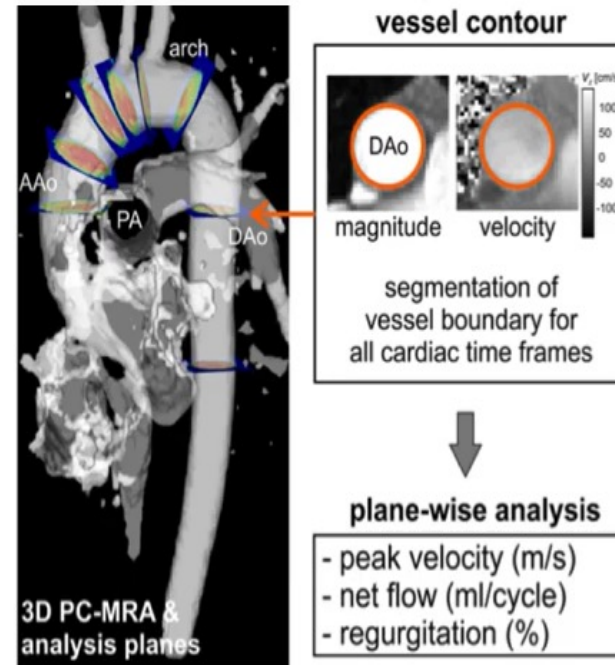 arch
AAo
PA
DAo
3D PC-MRA &
analysis planes
vessel contour
DAo
magnitude
velocity
Vz [cm/s]
100
50
0
-50
-100
segmentation of
vessel boundary for
all cardiac time frames
plane-wise analysis
- peak velocity (m/s)
- net flow (ml/cycle)
- regurgitation (%)